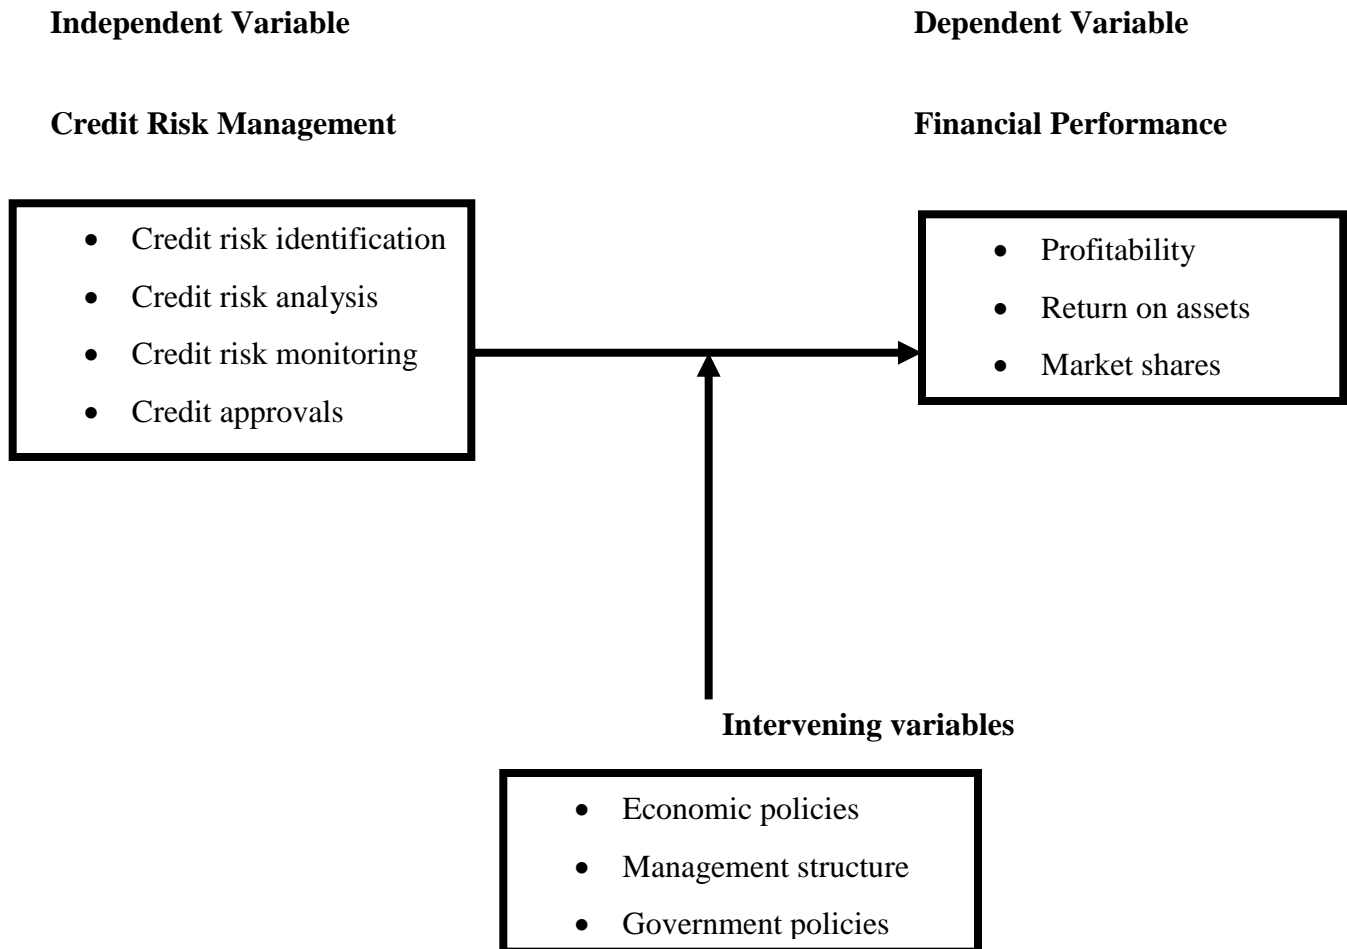 Independent Variable
Dependent Variable
Credit Risk Management
Financial Performance
• Credit risk identification
• Credit risk analysis
• Credit risk monitoring
• Credit approvals
• Profitability
• Return on assets
• Market shares
Intervening variables
• Economic policies
• Management structure
• Government policies